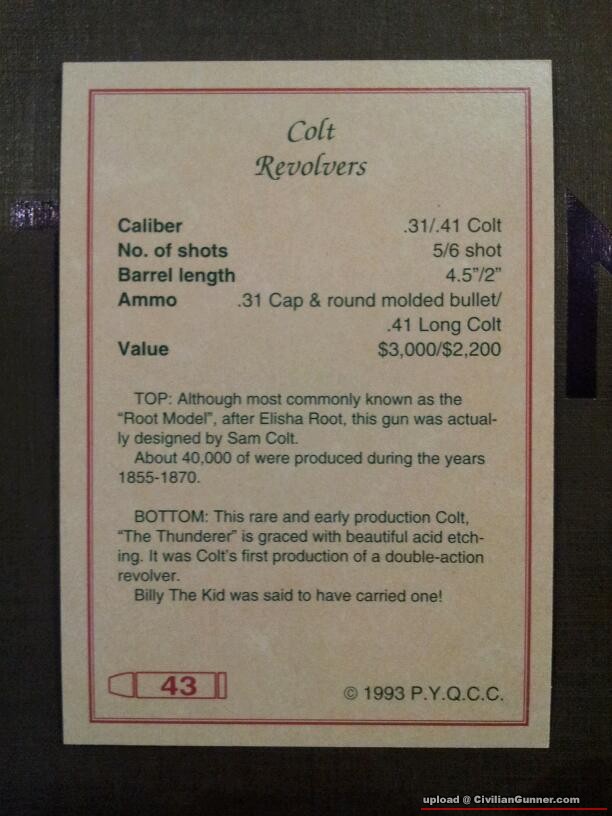 Colt
Revolvers
Caliber .31/.41 Colt
No. of shots 5/6 shot
Barrel length 4.5"/2"
Ammo .31 Cap & round molded bullet/
.41 Long Colt
Value $3,000/$2,200
TOP: Although most commonly known as the
“Root Model”, after Elisha Root, this gun was actual-
ly designed by Sam Colt.
About 40,000 of were produced during the years
1855-1870.
BOTTOM: This rare and early production Colt,
“The Thunderer” is graced with beautiful acid etch-
ing. It was Colt's first production of a double-action
revolver.
Billy The Kid was said to have carried one!
43
© 1993 P.Y.Q.C.C.
upload @ CivilianGunner.com